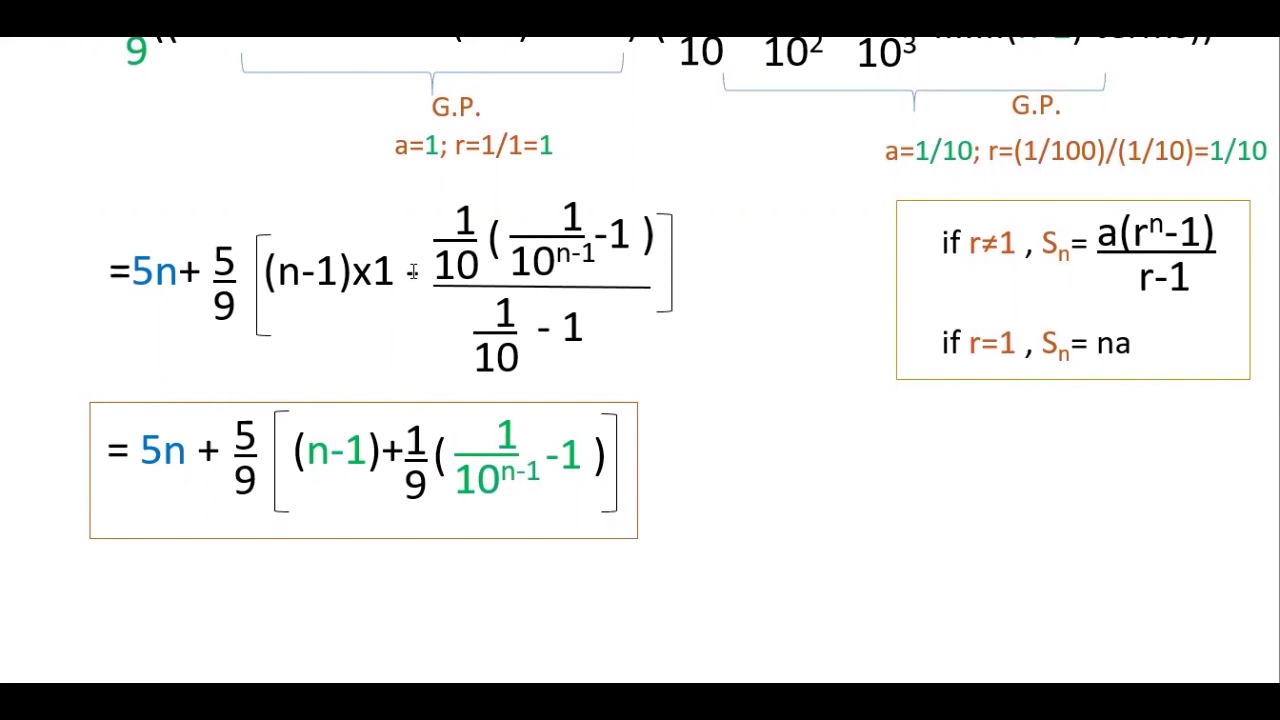 9
10 10² 10³
G.P. G.P.
a=1; r=1/1=1 a=1/10; r=(1/100)/(1/10)=1/10
=5n+ 5/9 [(n-1)x1 - 1/10 ( 1/10ⁿ⁻¹ -1 ) / 1/10 - 1 ]
if r≠1 , Sₙ= a(rⁿ-1) / r-1
if r=1 , Sₙ= na
= 5n + 5/9 [ (n-1)+1/9 ( 1/10ⁿ⁻¹ -1 ) ]